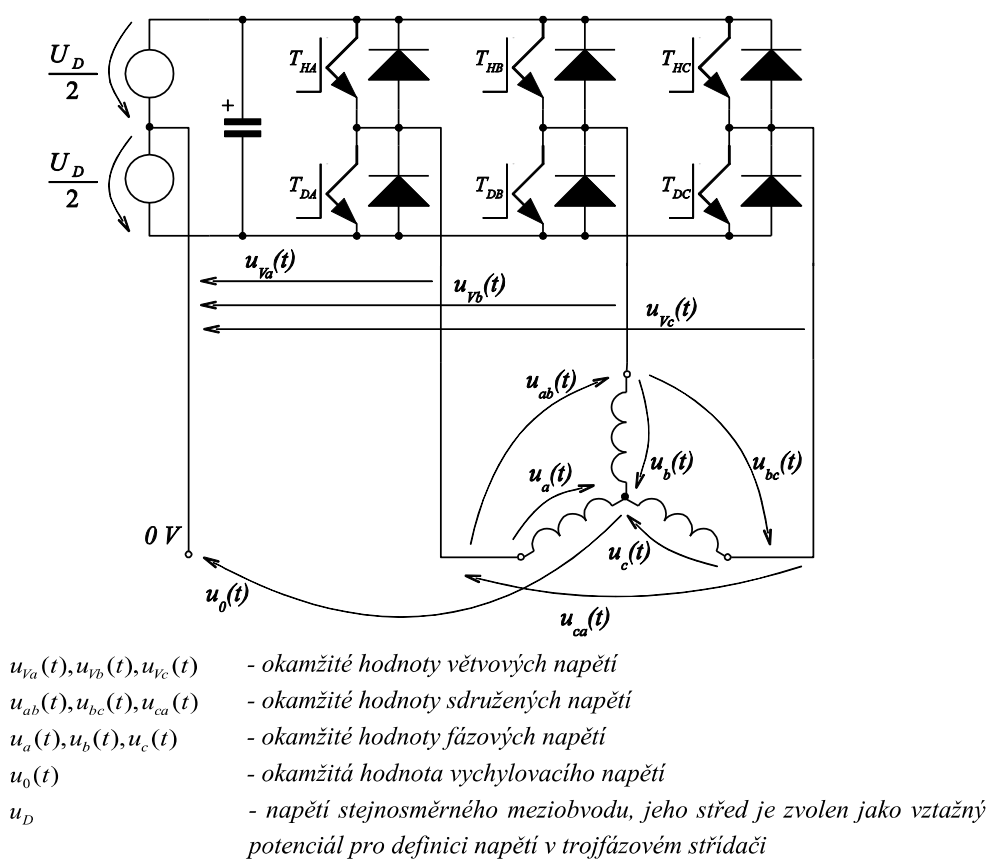 U_D/2
T_HA
T_HB
T_HC
+
U_D/2
T_DA
T_DB
T_DC
u_Va(t)
u_Vb(t)
u_Vc(t)
u_ab(t)
u_a(t)
u_b(t)
u_bc(t)
0 V
u_c(t)
u_0(t)
u_ca(t)
u_Va(t), u_Vb(t), u_Vc(t) - okamžité hodnoty větvových napětí
u_ab(t), u_bc(t), u_ca(t) - okamžité hodnoty sdružených napětí
u_a(t), u_b(t), u_c(t) - okamžité hodnoty fázových napětí
u_0(t) - okamžitá hodnota vychylovacího napětí
u_D - napětí stejnosměrného meziobvodu, jeho střed je zvolen jako vztažný
potenciál pro definici napětí v trojfázovém střídači